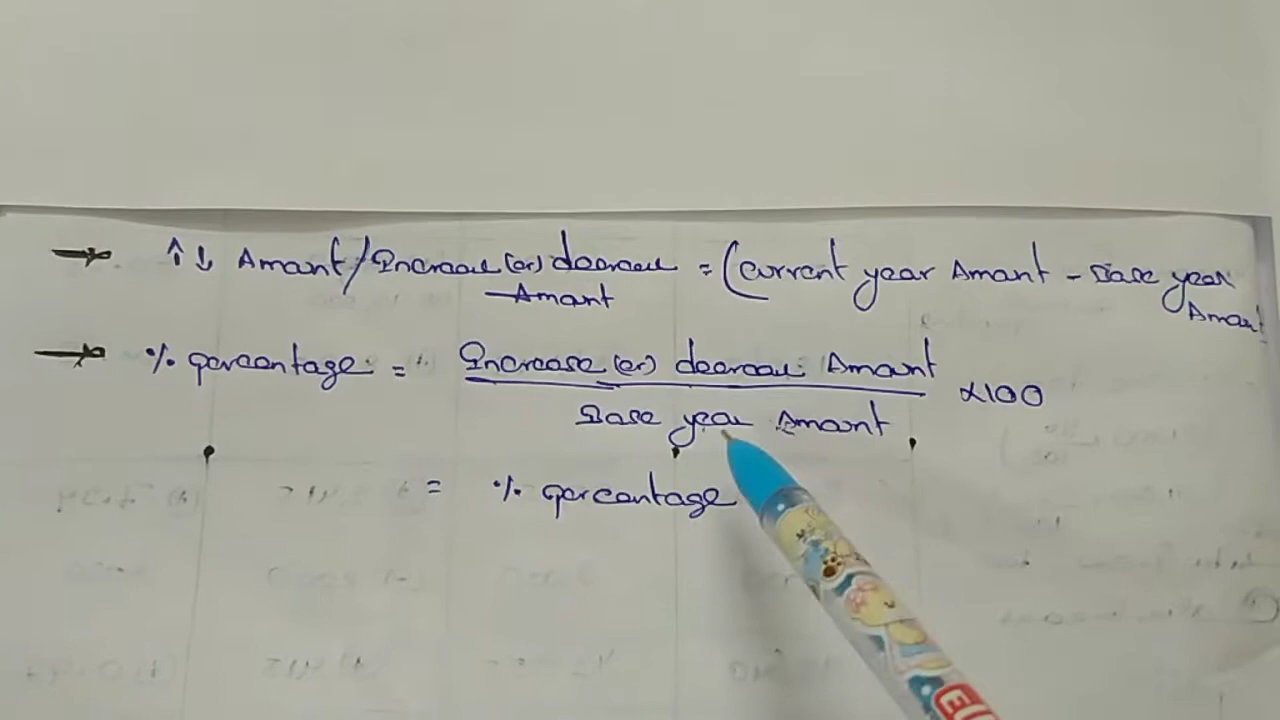 ↑↓ Amount/Increase (or) decrease = (current year Amount - Base year
Amount Amount
% percentage = Increase (or) decrease Amount x100
Base year Amount
= % percentage